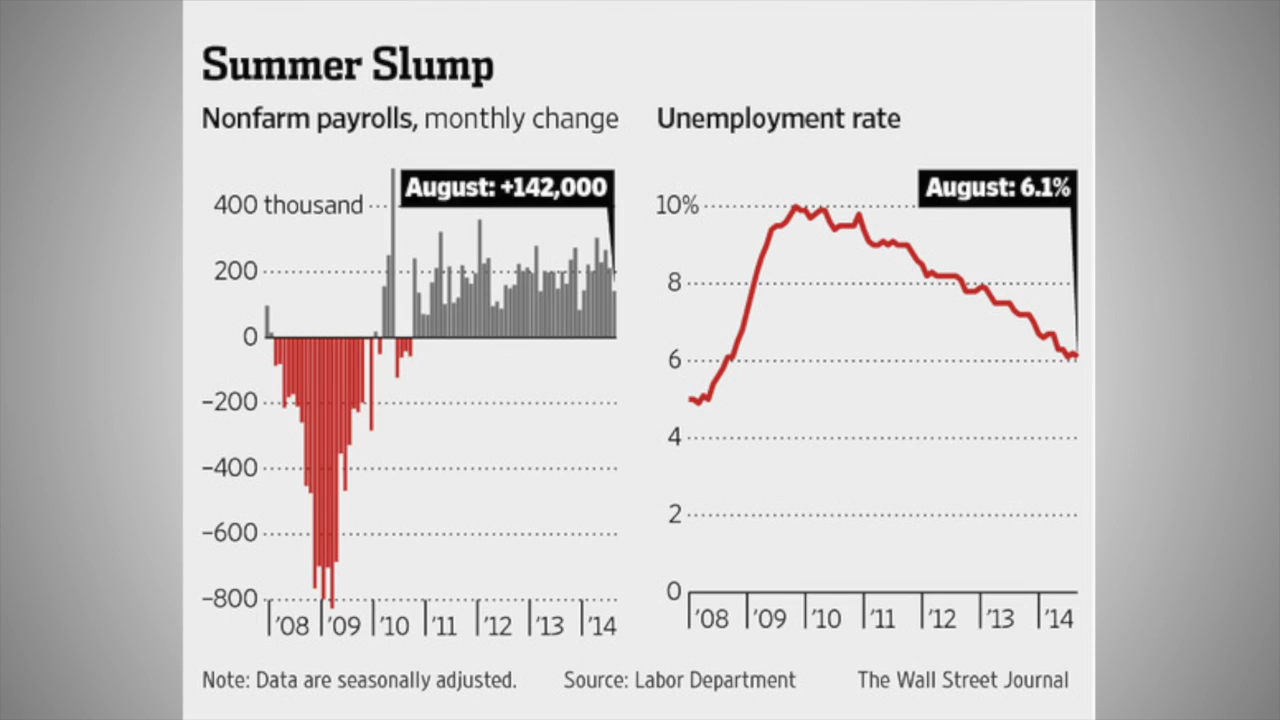 Summer Slump
Nonfarm payrolls, monthly change
August: +142,000
400 thousand
200
0
−200
−400
−600
−800
'08 '09 '10 '11 '12 '13 '14
Unemployment rate
August: 6.1%
10%
8
6
4
2
0
'08 '09 '10 '11 '12 '13 '14
Note: Data are seasonally adjusted. Source: Labor Department The Wall Street Journal